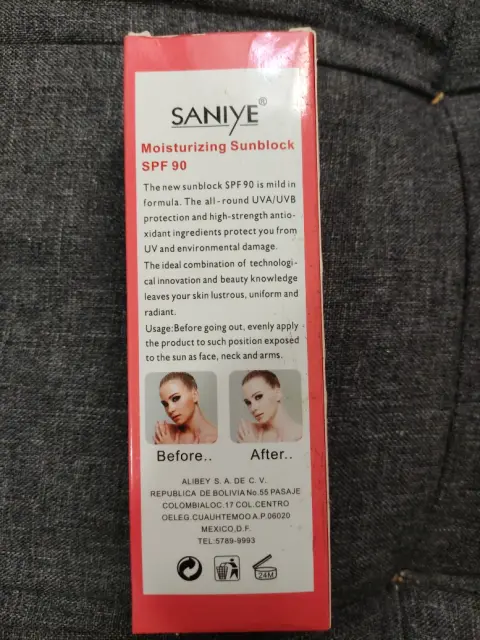 SANIYE®
Moisturizing Sunblock
SPF 90
The new sunblock SPF 90 is mild in
formula. The all-round UVA/UVB
protection and high-strength antio-
xidant ingredients protect you from
UV and environmental damage.
The ideal combination of technologi-
cal innovation and beauty knowledge
leaves your skin lustrous, uniform and
radiant.
Usage:Before going out, evenly apply
the product to such position exposed
to the sun as face, neck and arms.
Before.. After..
ALIBEY S. A. DE C. V.
REPUBLICA DE BOLIVIA No.55 PASAJE
COLOMBIALOC.17 COL.CENTRO
OELEG.CUAUHTEMOO A.P.06020
MEXICO,D.F.
TEL:5789-9993
24M